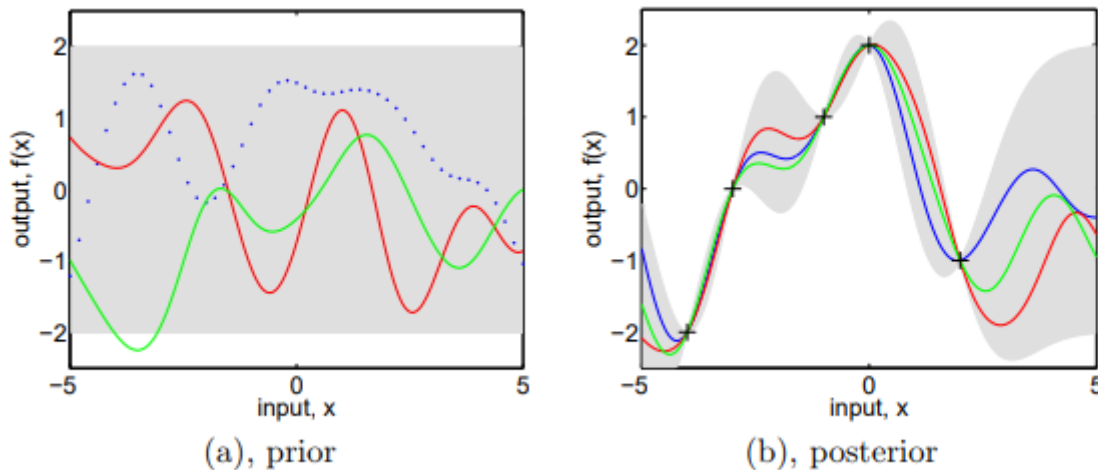 2
1
0
−1
−2
output, f(x)
−5
0
5
input, x
(a), prior
2
1
0
−1
−2
output, f(x)
−5
0
5
input, x
(b), posterior